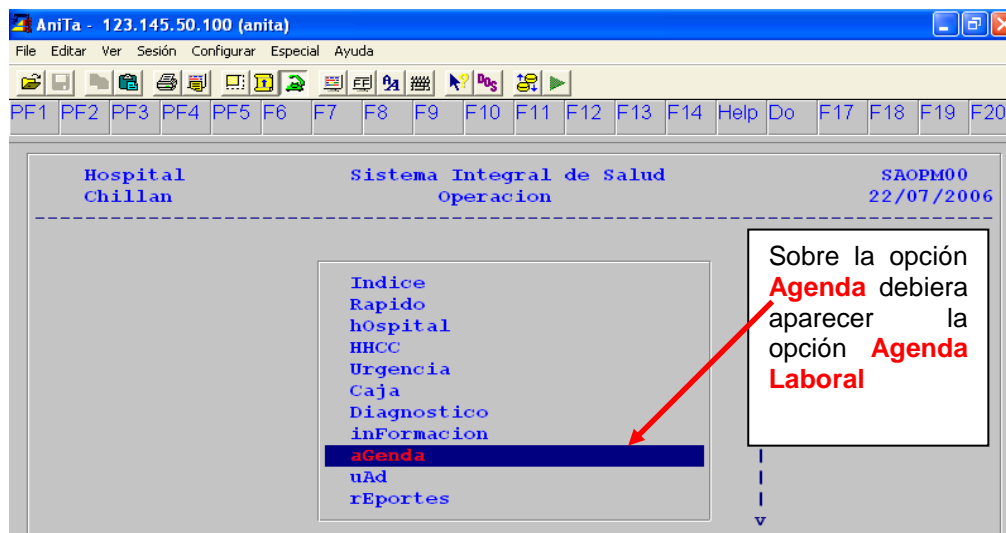 AniTa - 123.145.50.100 (anita)
File Editar Ver Sesión Configurar Especial Ayuda
PF1 PF2 PF3 PF4 PF5 F6 F7 F8 F9 F10 F11 F12 F13 F14 Help Do F17 F18 F19 F20
Hospital Sistema Integral de Salud SAOPM00
Chillan Operacion 22/07/2006
Indice
Rapido
hOspital
HHCC
Urgencia
Caja
Diagnostico
inFormacion
aGenda
uAd
rEportes
v
Sobre la opción
Agenda debiera
aparecer la
opción Agenda
Laboral